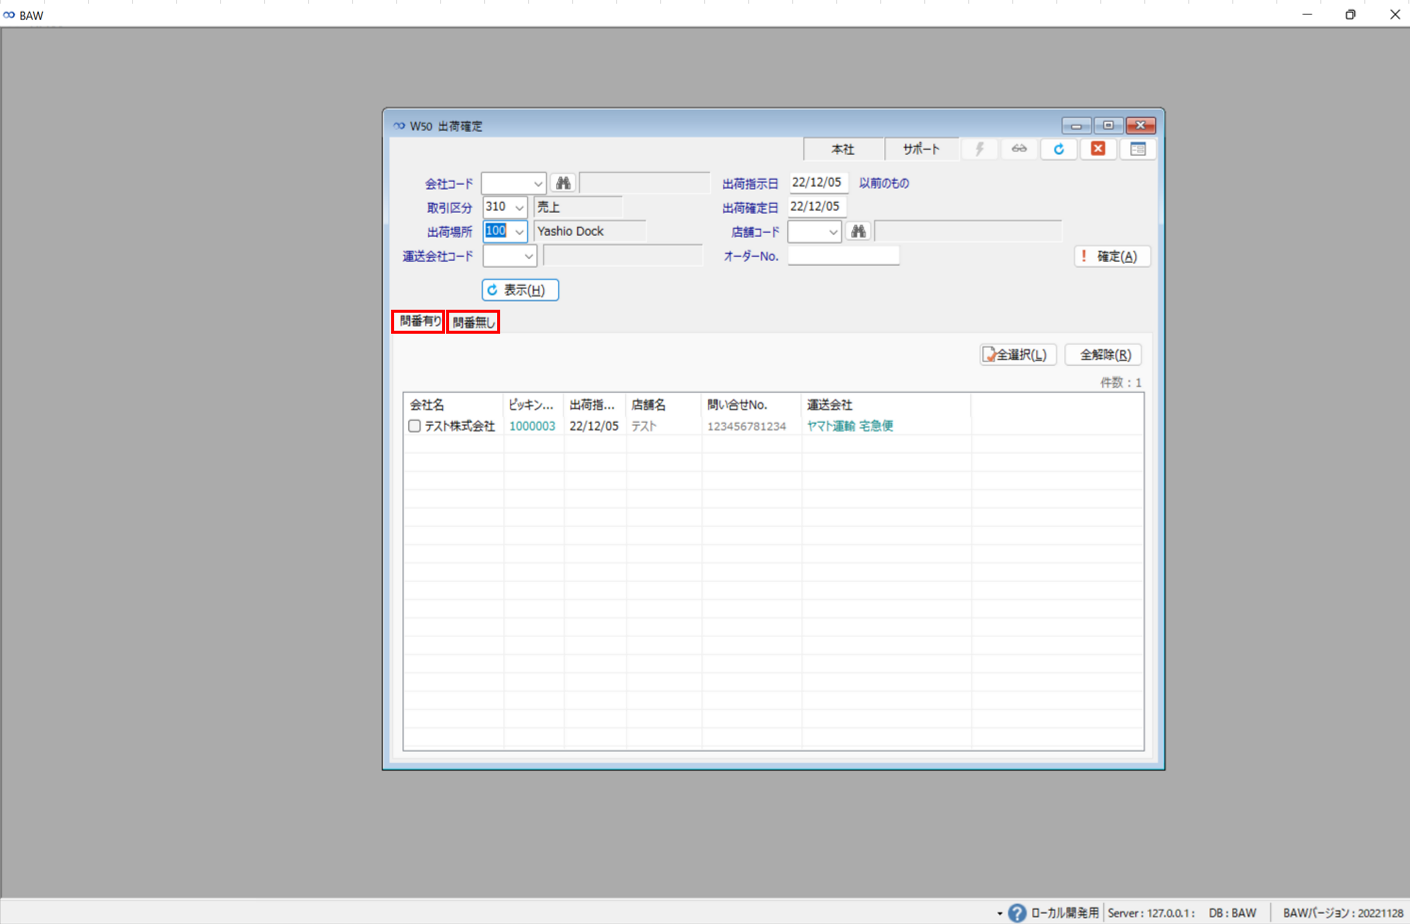 BAW
W50 出荷確定
本社 サポート
会社コード 出荷指示日 22/12/05 以前のもの
取引区分 310 売上 出荷確定日 22/12/05
出荷場所 100 Yashio Dock 店舗コード
運送会社コード オーダーNo. ! 確定(A)
表示(H)
問番有り 問番無し
全選択(L) 全解除(R)
件数：1
会社名 ピッキン... 出荷指... 店舗名 問い合せNo. 運送会社
テスト株式会社 1000003 22/12/05 テスト 123456781234 ヤマト運輸 宅急便
ローカル開発用 Server : 127.0.0.1 : DB : BAW BAWバージョン : 20221128